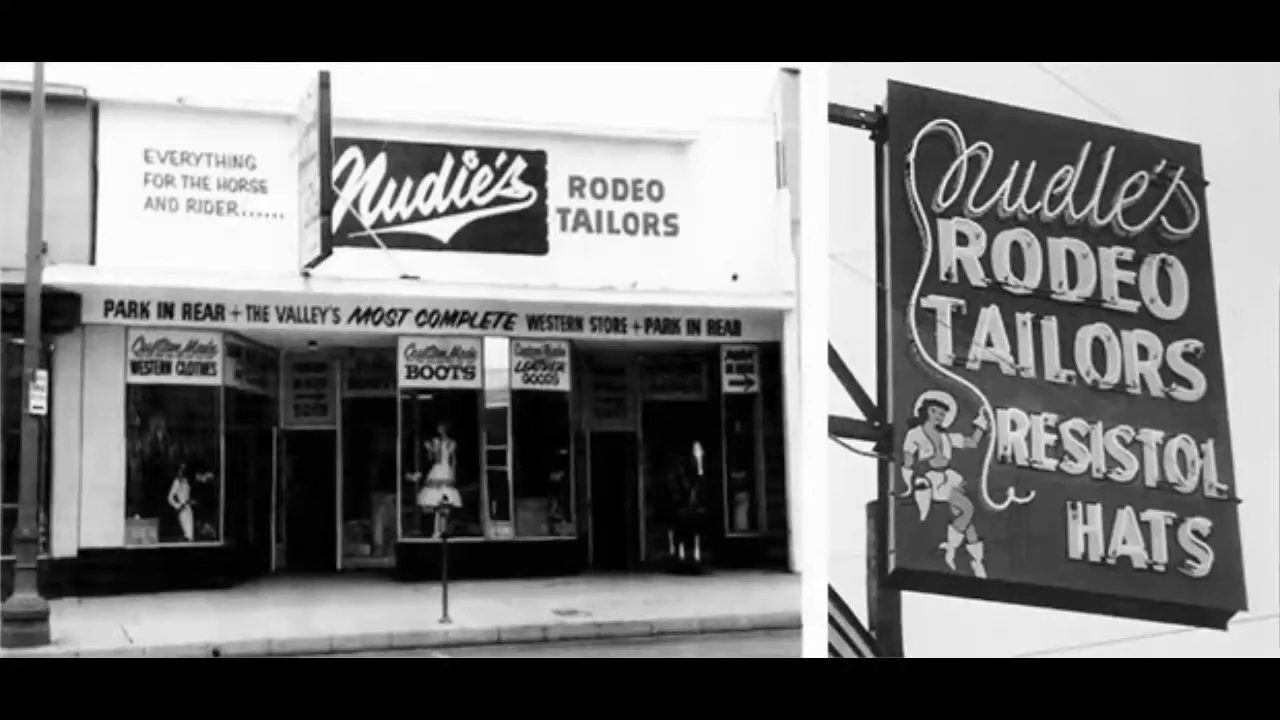 EVERYTHING
FOR THE HORSE
AND RIDER......
Nudie's
RODEO
TAILORS
PARK IN REAR + THE VALLEY'S MOST COMPLETE WESTERN STORE + PARK IN REAR
Custom Made
WESTERN CLOTHES
Custom Made
BOOTS
Custom Made
LEATHER
GOODS
Nudie's
RODEO
TAILORS
RESISTOL
HATS